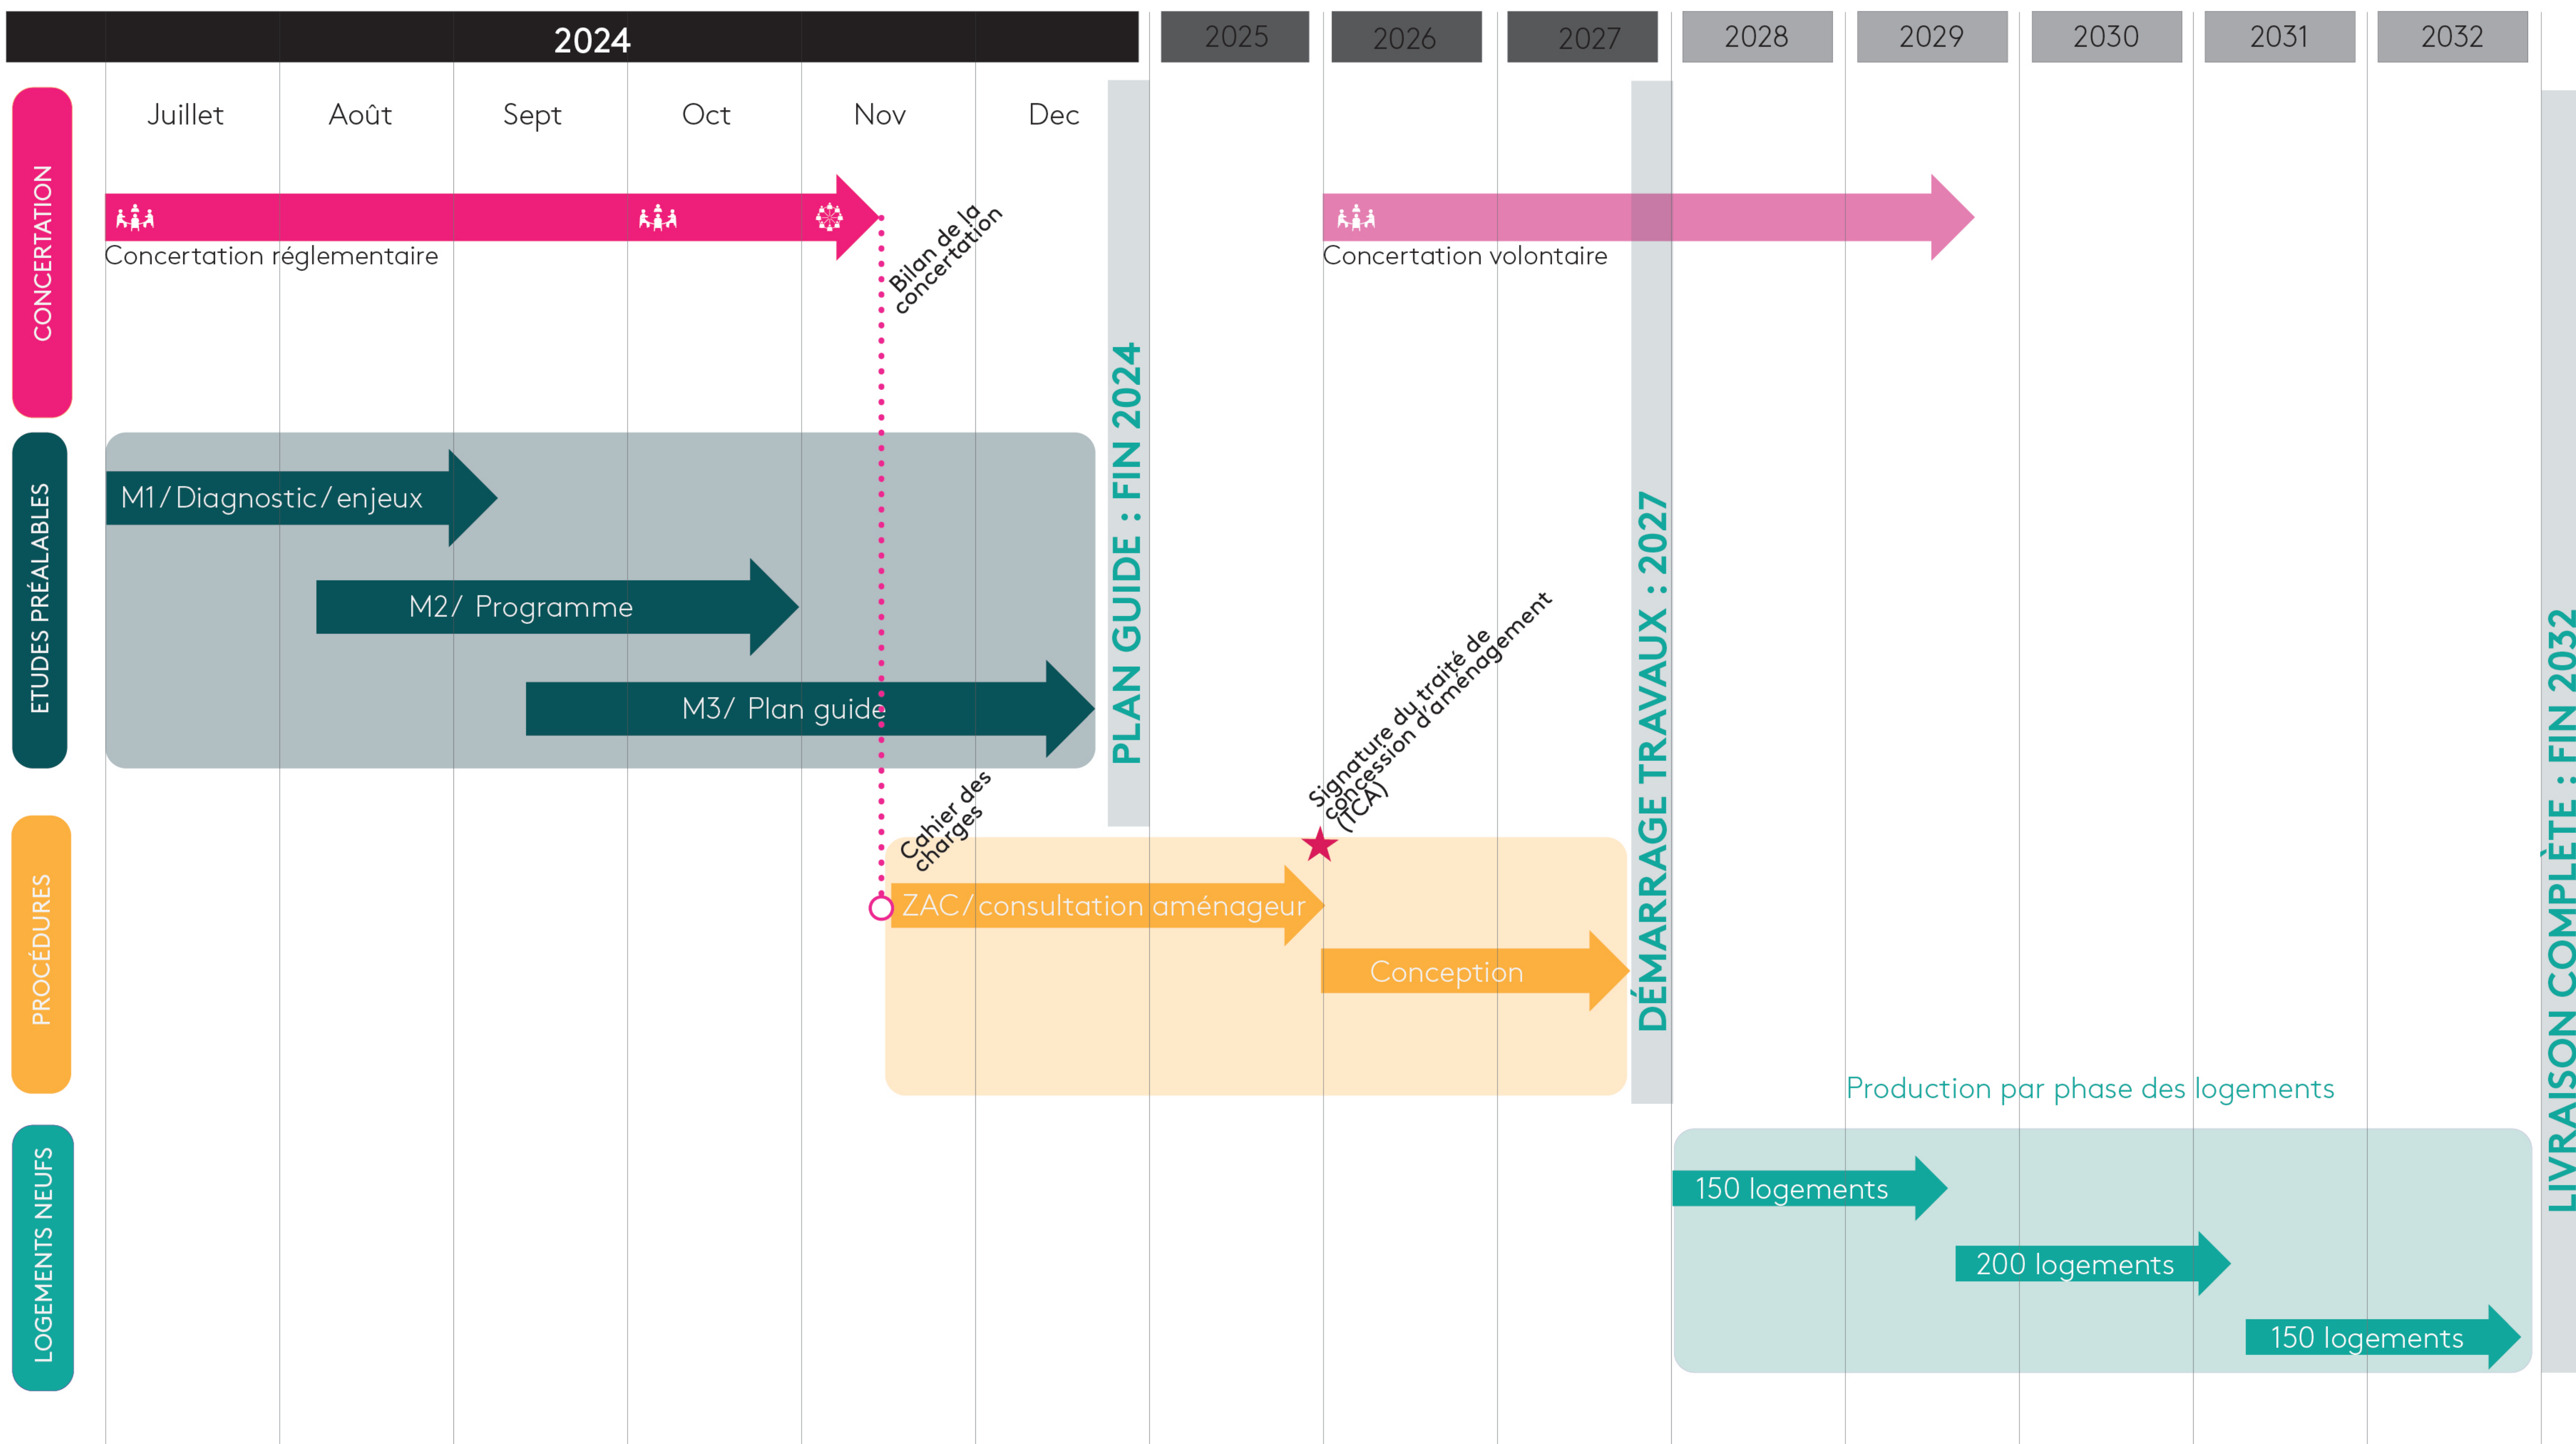 2024
2025
2026
2027
2028
2029
2030
2031
2032
Juillet
Août
Sept
Oct
Nov
Dec
CONCERTATION
Concertation réglementaire
Bilan de la
concertation
Concertation volontaire
PLAN GUIDE : FIN 2024
ETUDES PRÉALABLES
M1/Diagnostic/enjeux
M2/ Programme
M3/ Plan guide
DÉMARRAGE TRAVAUX : 2027
PROCÉDURES
Cahier des
charges
Signature du traité de
concession d'aménagement
(TCA)
ZAC/consultation aménageur
Conception
LIVRAISON COMPLÈTE : FIN 2032
LOGEMENTS NEUFS
Production par phase des logements
150 logements
200 logements
150 logements